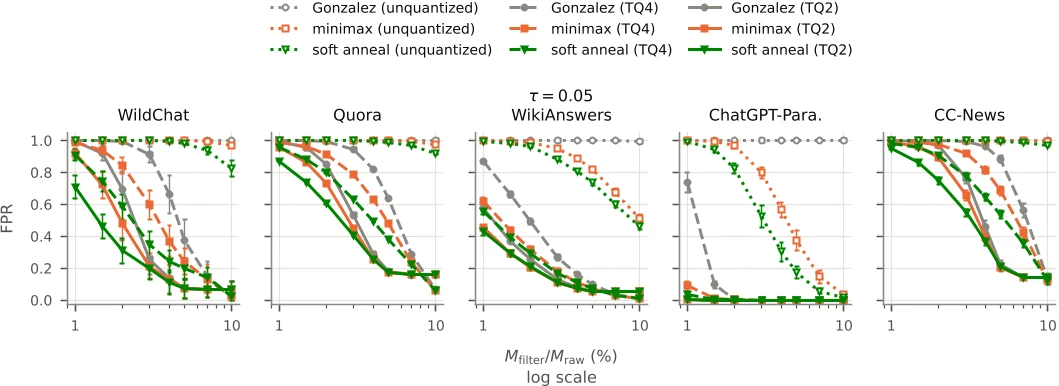 Gonzalez (unquantized) Gonzalez (TQ4) Gonzalez (TQ2)
minimax (unquantized) minimax (TQ4) minimax (TQ2)
soft anneal (unquantized) soft anneal (TQ4) soft anneal (TQ2)
τ = 0.05
WildChat Quora WikiAnswers ChatGPT-Para. CC-News
FPR
1.0
0.8
0.6
0.4
0.2
0.0
1 10 1 10 1 10 1 10 1 10
M_filter/M_raw (%)
log scale